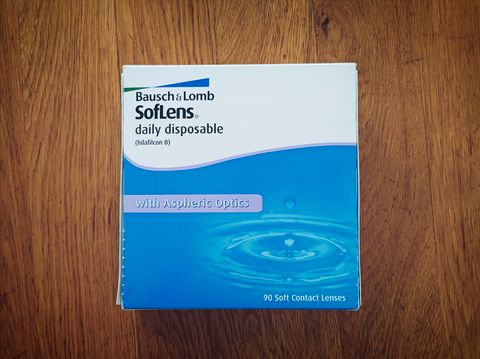 Bausch & Lomb
SofLens®
daily disposable
(hilafilcon B)
with Aspheric Optics
90 Soft Contact Lenses